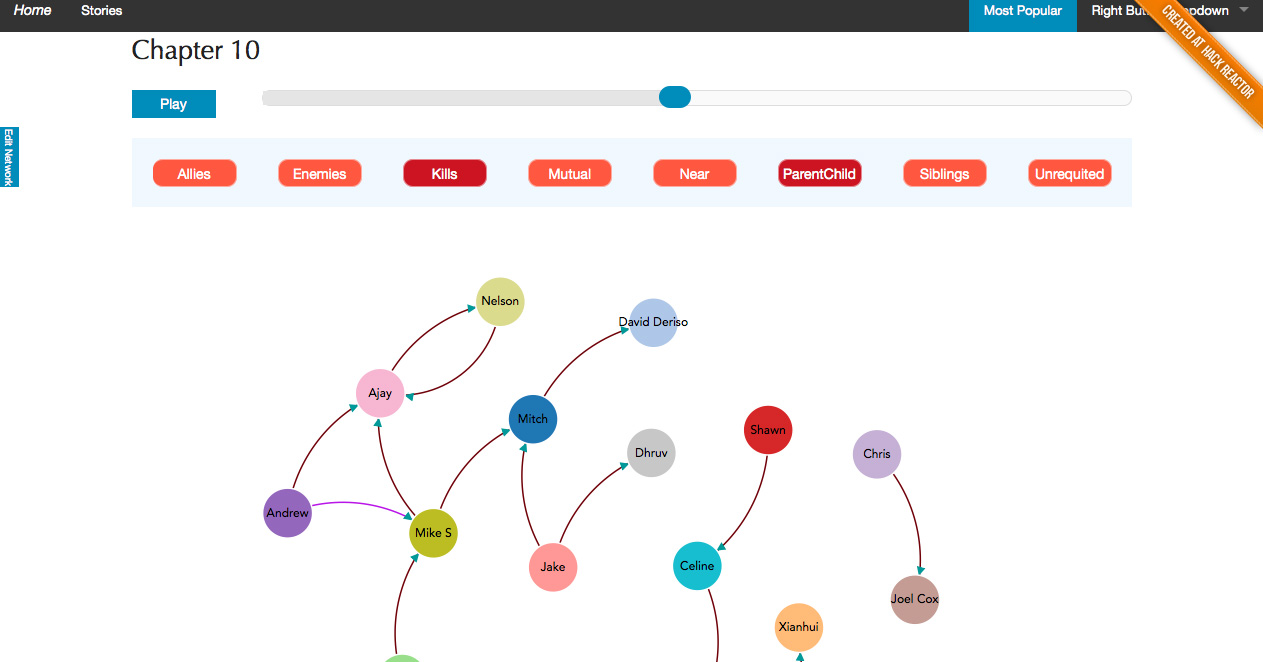 Home
Stories
Most Popular
Right But
pdown
CREATED AT HACK REACTOR
Chapter 10
Play
Edit Network
Allies
Enemies
Kills
Mutual
Near
ParentChild
Siblings
Unrequited
Nelson
David Deriso
Ajay
Mitch
Shawn
Dhruv
Chris
Andrew
Mike S
Jake
Celine
Joel Cox
Xianhui